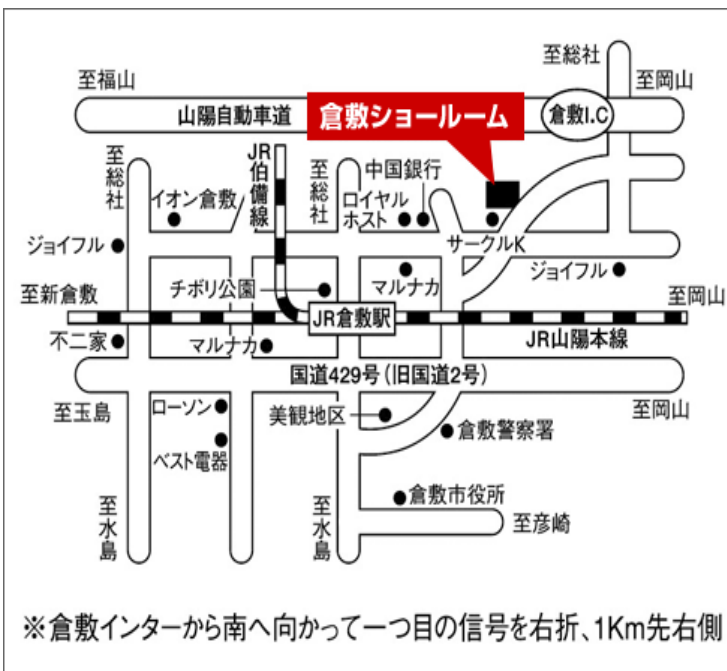 至総社
至福山
至岡山
山陽自動車道
倉敷ショールーム
倉敷I.C
至総社
JR伯備線
至総社
中国銀行
イオン倉敷
ロイヤル
ホスト
ジョイフル
サークルK
チボリ公園
マルナカ
ジョイフル
至新倉敷
至岡山
JR倉敷駅
不二家
マルナカ
JR山陽本線
国道429号(旧国道2号)
至玉島
ローソン
美観地区
至岡山
倉敷警察署
ベスト電器
至水島
至水島
倉敷市役所
至彦崎
※倉敷インターから南へ向かって一つ目の信号を右折、1Km先右側